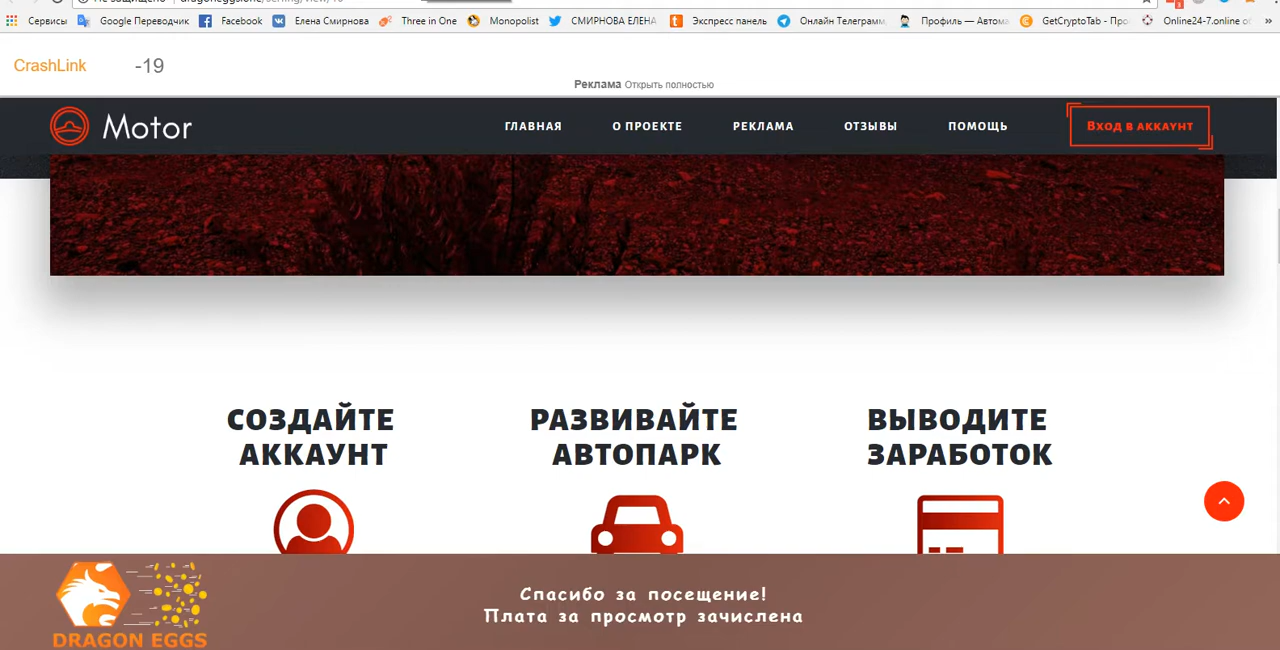 Сервисы Google Переводчик Facebook Елена Смирнова Three in One Monopolist СМИРНОВА ЕЛЕНА Экспресс панель Онлайн Телеграмм, Профиль — Автома GetCryptoTab - Про Online24-7.online »
CrashLink -19
Реклама Открыть полностью
Motor ГЛАВНАЯ О ПРОЕКТЕ РЕКЛАМА ОТЗЫВЫ ПОМОЩЬ Вход в аккаунт
СОЗДАЙТЕ
АККАУНТ
РАЗВИВАЙТЕ
АВТОПАРК
ВЫВОДИТЕ
ЗАРАБОТОК
DRAGON EGGS
Спасибо за посещение!
Плата за просмотр зачислена